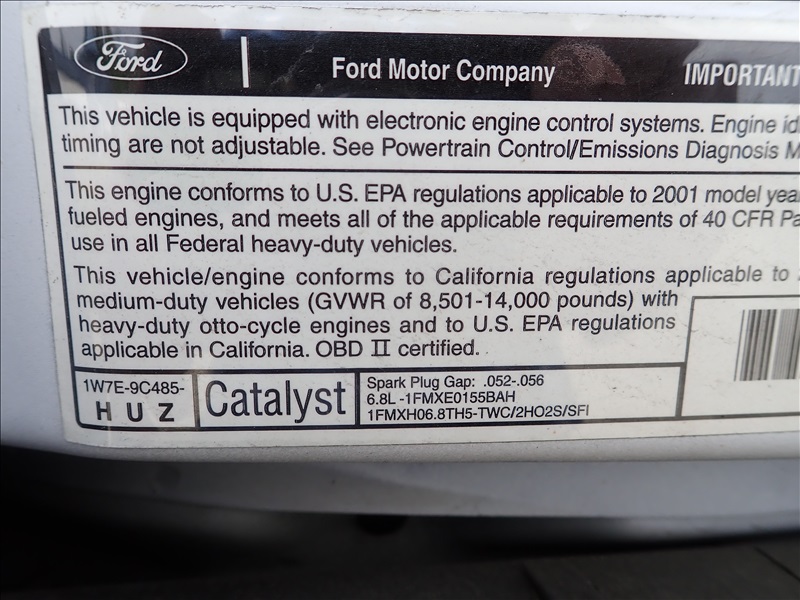 Ford
Ford Motor Company
IMPORTANT
This vehicle is equipped with electronic engine control systems. Engine
timing are not adjustable. See Powertrain Control/Emissions Diagnosis
This engine conforms to U.S. EPA regulations applicable to 2001 model
fueled engines, and meets all of the applicable requirements of 40 CFR
use in all Federal heavy-duty vehicles.
This vehicle/engine conforms to California regulations applicable to
medium-duty vehicles (GVWR of 8,501-14,000 pounds) with
heavy-duty otto-cycle engines and to U.S. EPA regulations
applicable in California. OBD II certified.
1W7E-9C485-
HUZ
Catalyst
Spark Plug Gap: .052-.056
6.8L -1FMXE0155BAH
1FMXH06.8TH5-TWC/2HO2S/SFI